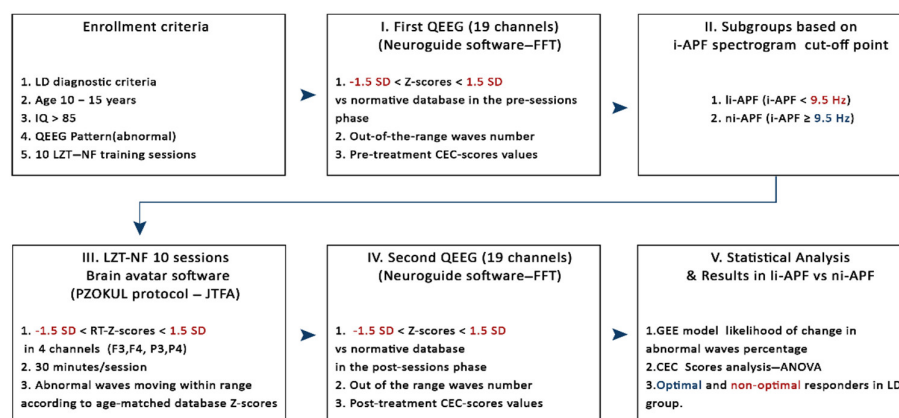 Enrollment criteria
1. LD diagnostic criteria
2. Age 10 – 15 years
3. IQ > 85
4. QEEG Pattern(abnormal)
5. 10 LZT–NF training sessions
I. First QEEG (19 channels)
(Neuroguide software–FFT)
1. -1.5 SD < Z-scores < 1.5 SD
vs normative database in the pre-sessions
phase
2. Out-of-the-range waves number
3. Pre-treatment CEC-scores values
II. Subgroups based on
i-APF spectrogram cut-off point
1. li-APF (i-APF < 9.5 Hz)
2. ni-APF (i-APF ≥ 9.5 Hz)
III. LZT-NF 10 sessions
Brain avatar software
(PZOKUL protocol – JTFA)
1. -1.5 SD < RT-Z-scores < 1.5 SD
in 4 channels (F3,F4, P3,P4)
2. 30 minutes/session
3. Abnormal waves moving within range
according to age-matched database Z-scores
IV. Second QEEG (19 channels)
(Neuroguide software–FFT)
1. -1.5 SD < Z-scores < 1.5 SD
vs normative database
in the post-sessions phase
2. Out of the range waves number
3. Post-treatment CEC-scores values
V. Statistical Analysis
& Results in li-APF vs ni-APF
1.GEE model likelihood of change in
abnormal waves percentage
2.CEC Scores analysis–ANOVA
3.Optimal and non-optimal responders in LD
group.